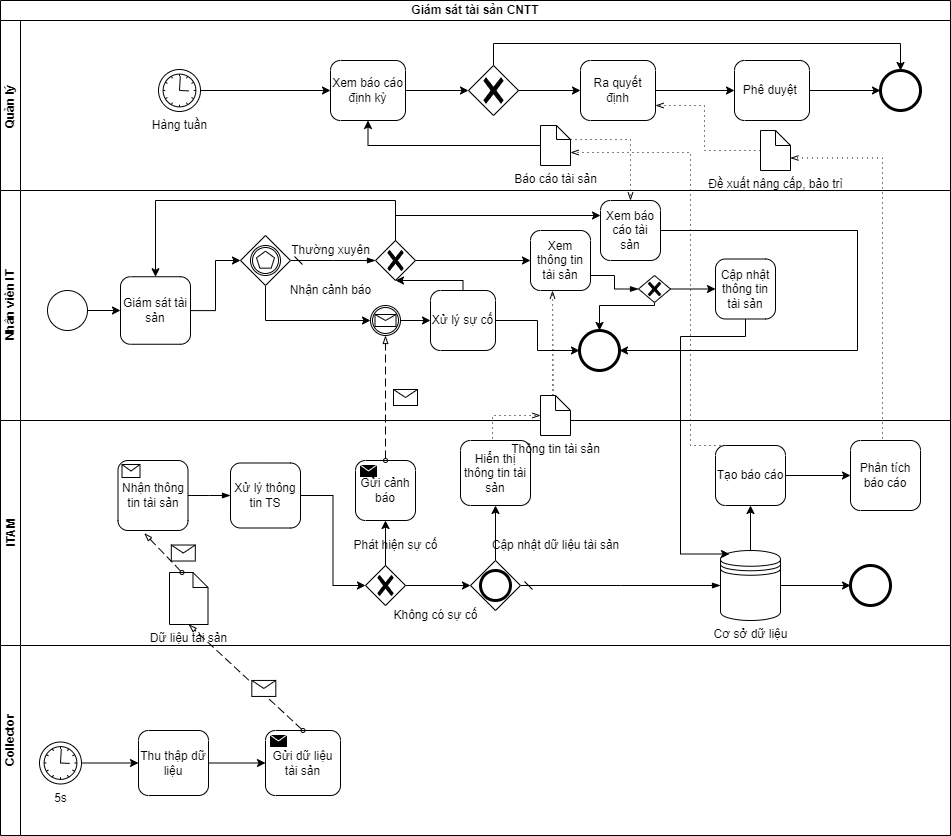 Giám sát tài sản CNTT
Quản lý
Hàng tuần
Xem báo cáo
định kỳ
Ra quyết
định
Phê duyệt
Báo cáo tài sản
Đề xuất nâng cấp, bảo trì
Nhân viên IT
Giám sát tài
sản
Thường xuyên
Nhận cảnh báo
Xử lý sự cố
Xem
thông tin
tài sản
Xem báo
cáo tài
sản
Cập nhật
thông tin
tài sản
Thông tin tài sản
ITAM
Nhận thông
tin tài sản
Xử lý thông
tin TS
Gửi cảnh
báo
Phát hiện sự cố
Không có sự cố
Hiển thị
thông tin tài
sản
Cập nhật dữ liệu tài sản
Tạo báo cáo
Phân tích
báo cáo
Cơ sở dữ liệu
Dữ liệu tài sản
Collector
5s
Thu thập dữ
liệu
Gửi dữ liệu
tài sản